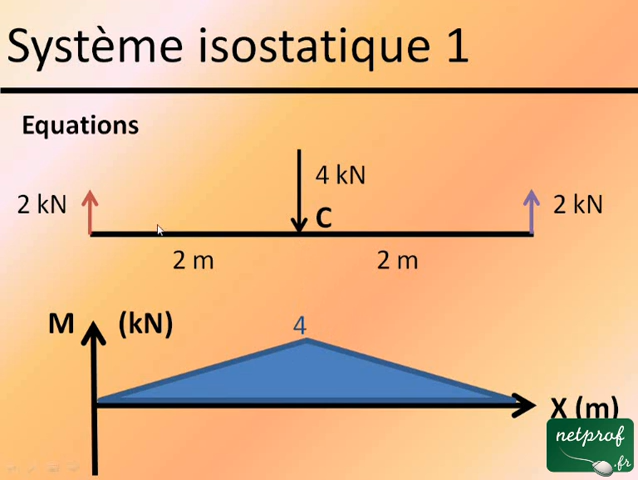 Système isostatique 1
Equations
4 kN
2 kN
C
2 kN
2 m
2 m
M (kN)
4
X (m)
netprof
.fr